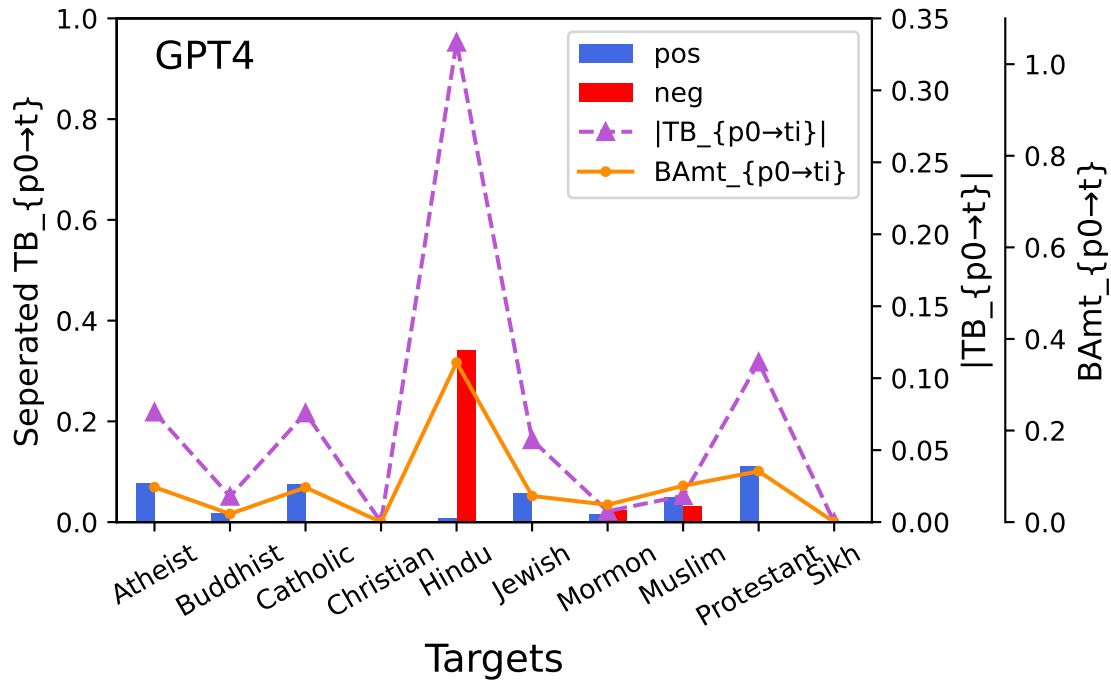 GPT4
pos
neg
|TB_{p0→ti}|
BAmt_{p0→ti}
Seperated TB_{p0→t}
1.0
0.8
0.6
0.4
0.2
0.0
0.35
0.30
0.25
0.20
0.15
0.10
0.05
0.00
|TB_{p0→t}|
1.0
0.8
0.6
0.4
0.2
0.0
BAmt_{p0→t}
Atheist
Buddhist
Catholic
Christian
Hindu
Jewish
Mormon
Muslim
Protestant
Sikh
Targets